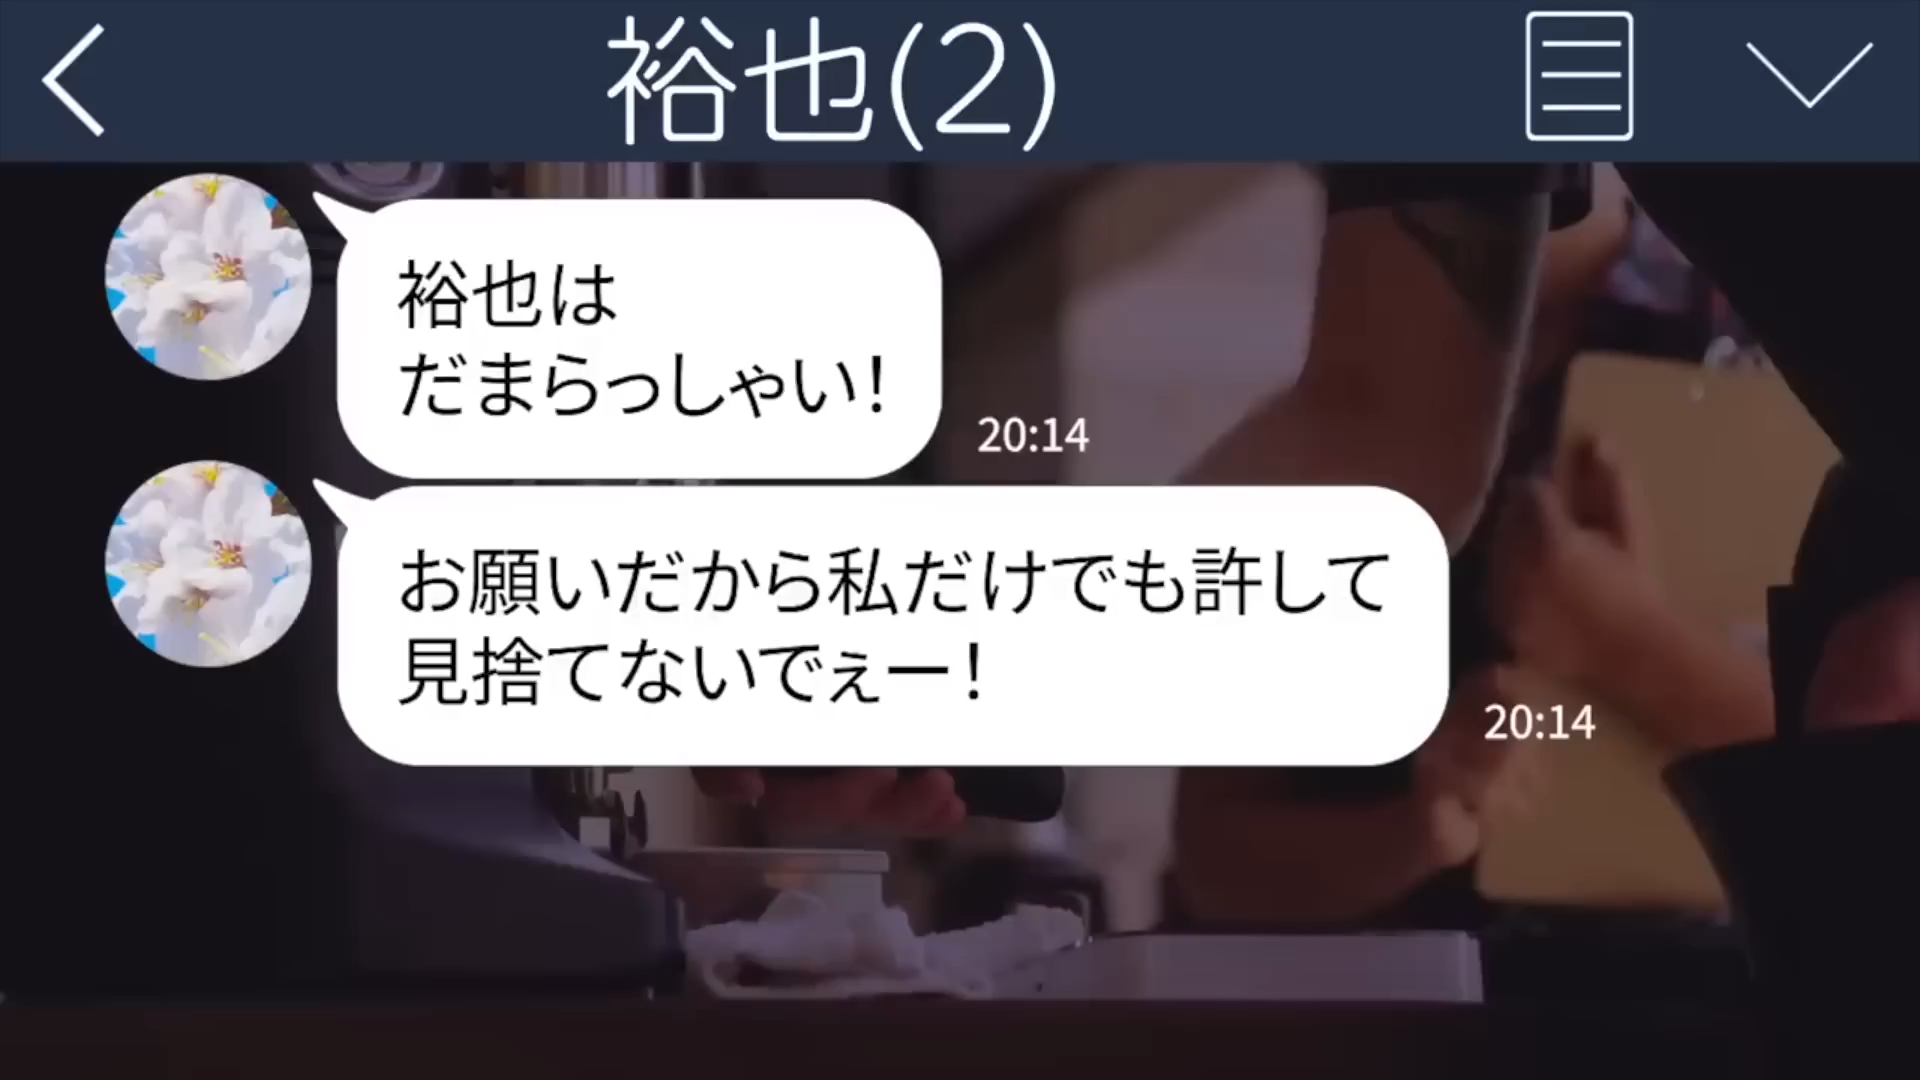 裕也(2)
裕也は
だまらっしゃい!
20:14
お願いだから私だけでも許して
見捨てないでぇー!
20:14